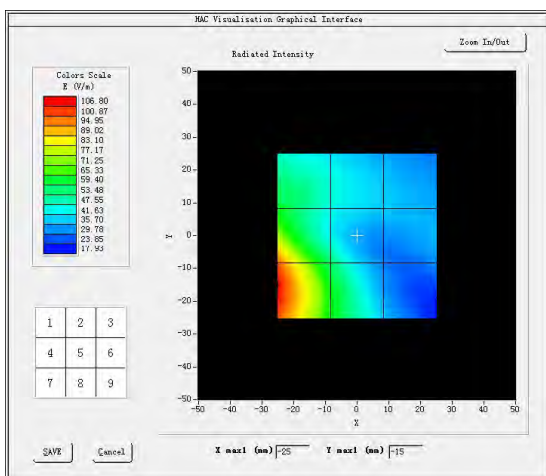 HAC Visualisation Graphical Interface
Zoom In/Out
Radiated Intensity
Colors Scale
E (V/m)
106.80
100.87
94.95
89.02
83.10
77.17
71.25
65.33
59.40
53.48
47.55
41.63
35.70
29.78
23.85
17.93
50
40
30
20
10
0
-10
-20
-30
-40
-50
Y
-50 -40 -30 -20 -10 0 10 20 30 40 50
X
1 2 3
4 5 6
7 8 9
SAVE
Cancel
X max1 (mm) -25
Y max1 (mm) -15